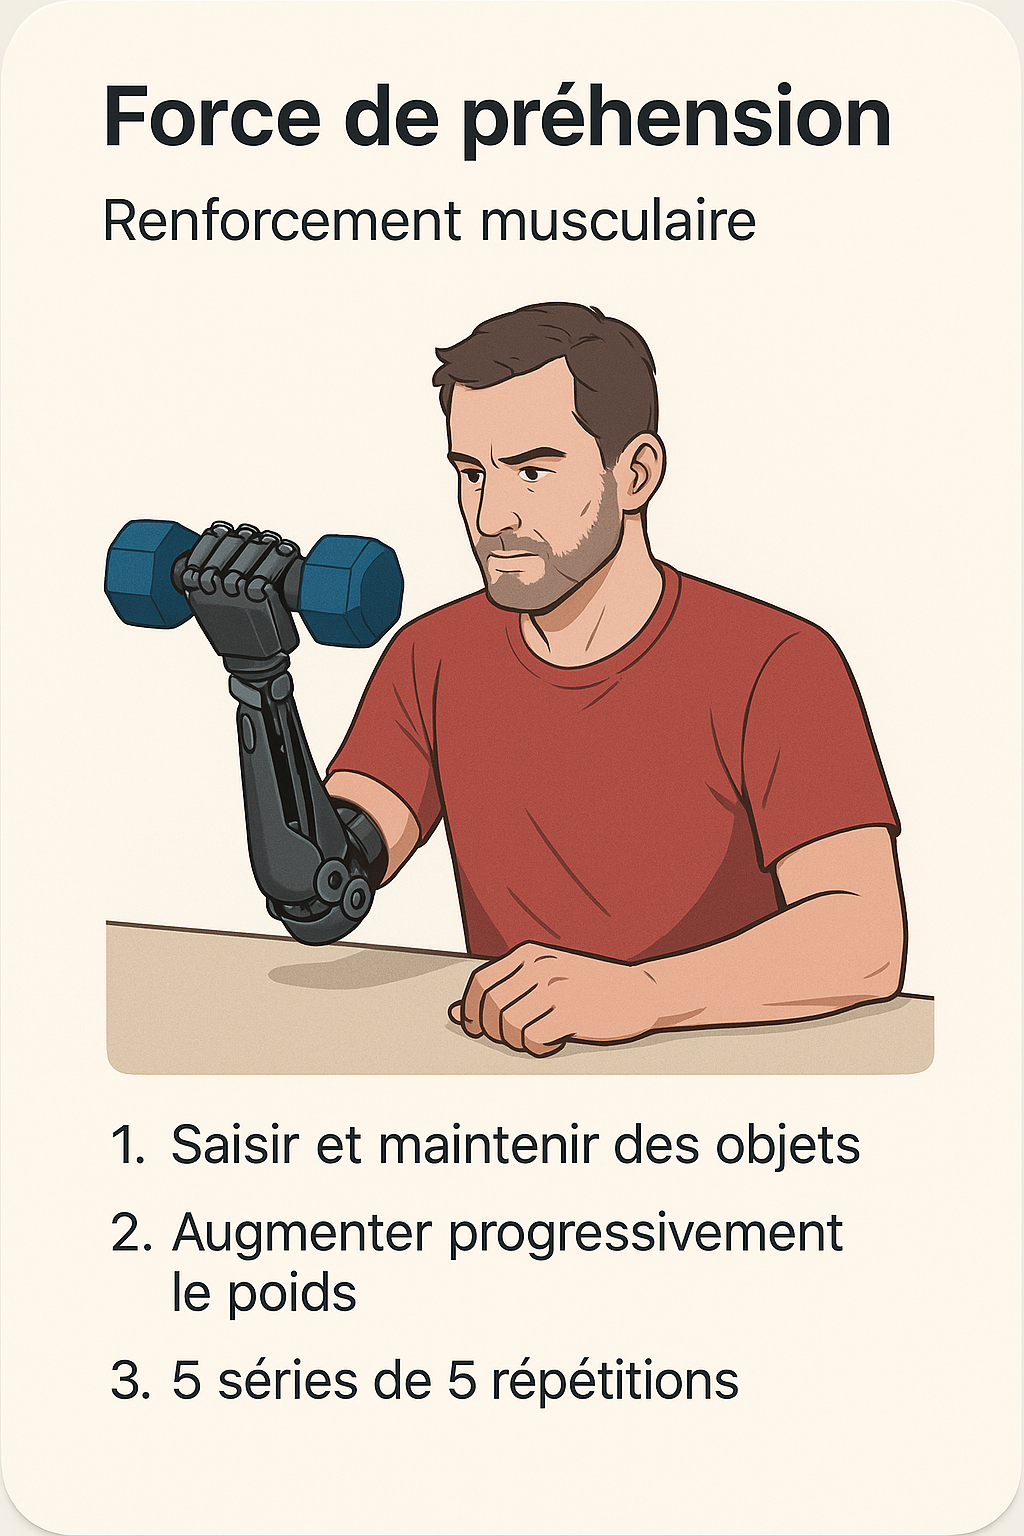 Force de préhension
Renforcement musculaire
1. Saisir et maintenir des objets
2. Augmenter progressivement
le poids
3. 5 séries de 5 répétitions